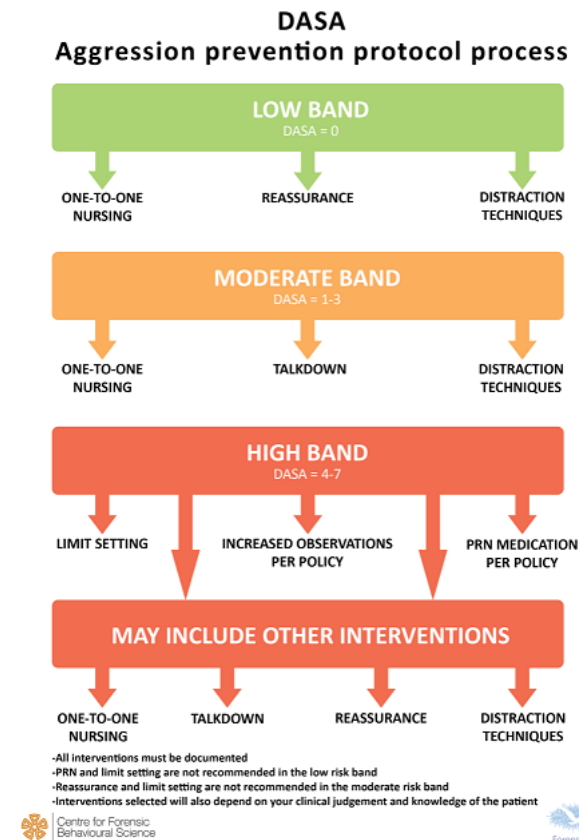 DASA
Aggression prevention protocol process
LOW BAND
DASA = 0
ONE-TO-ONE
NURSING
REASSURANCE
DISTRACTION
TECHNIQUES
MODERATE BAND
DASA = 1-3
ONE-TO-ONE
NURSING
TALKDOWN
DISTRACTION
TECHNIQUES
HIGH BAND
DASA = 4-7
LIMIT SETTING
INCREASED OBSERVATIONS
PER POLICY
PRN MEDICATION
PER POLICY
MAY INCLUDE OTHER INTERVENTIONS
ONE-TO-ONE
NURSING
TALKDOWN
REASSURANCE
DISTRACTION
TECHNIQUES
-All interventions must be documented
-PRN and limit setting are not recommended in the low risk band
-Reassurance and limit setting are not recommended in the moderate risk band
-Interventions selected will also depend on your clinical judgement and knowledge of the patient
Centre for Forensic
Behavioural Science